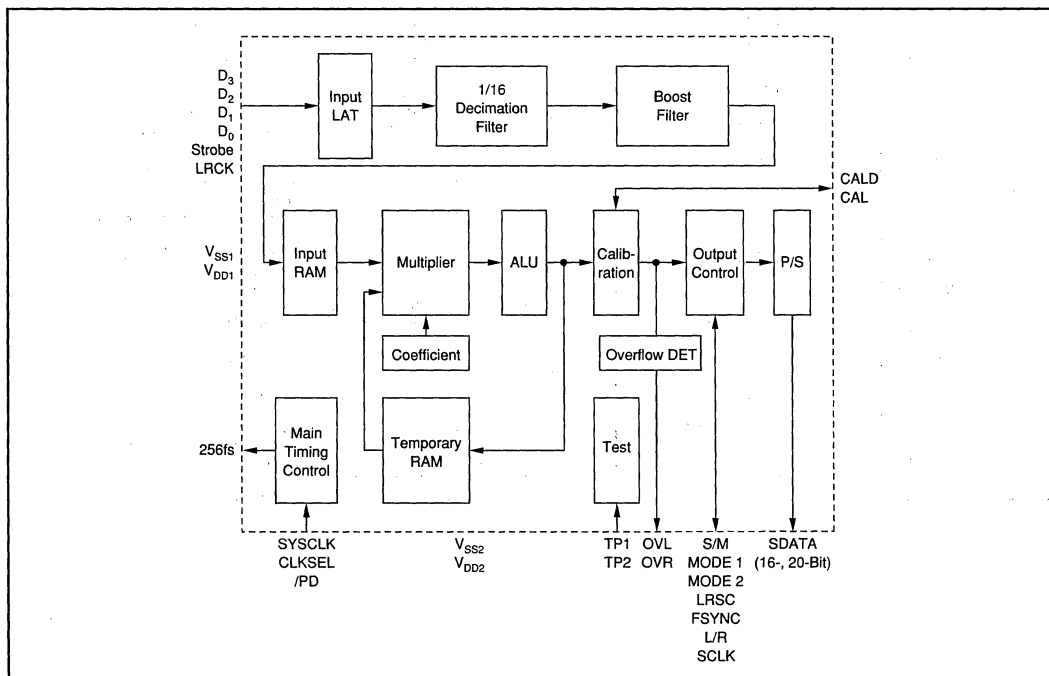 D3
D2
D1
D0
Strobe
LRCK
Input
LAT
1/16
Decimation
Filter
Boost
Filter
CALD
CAL
VSS1
VDD1
Input
RAM
Multiplier
ALU
Calib-
ration
Output
Control
P/S
Coefficient
Overflow DET
256fs
Main
Timing
Control
Temporary
RAM
Test
SYSCLK
CLKSEL
/PD
VSS2
VDD2
TP1
TP2
OVL
OVR
S/M
MODE 1
MODE 2
LRSC
FSYNC
L/R
SCLK
SDATA
(16-, 20-Bit)